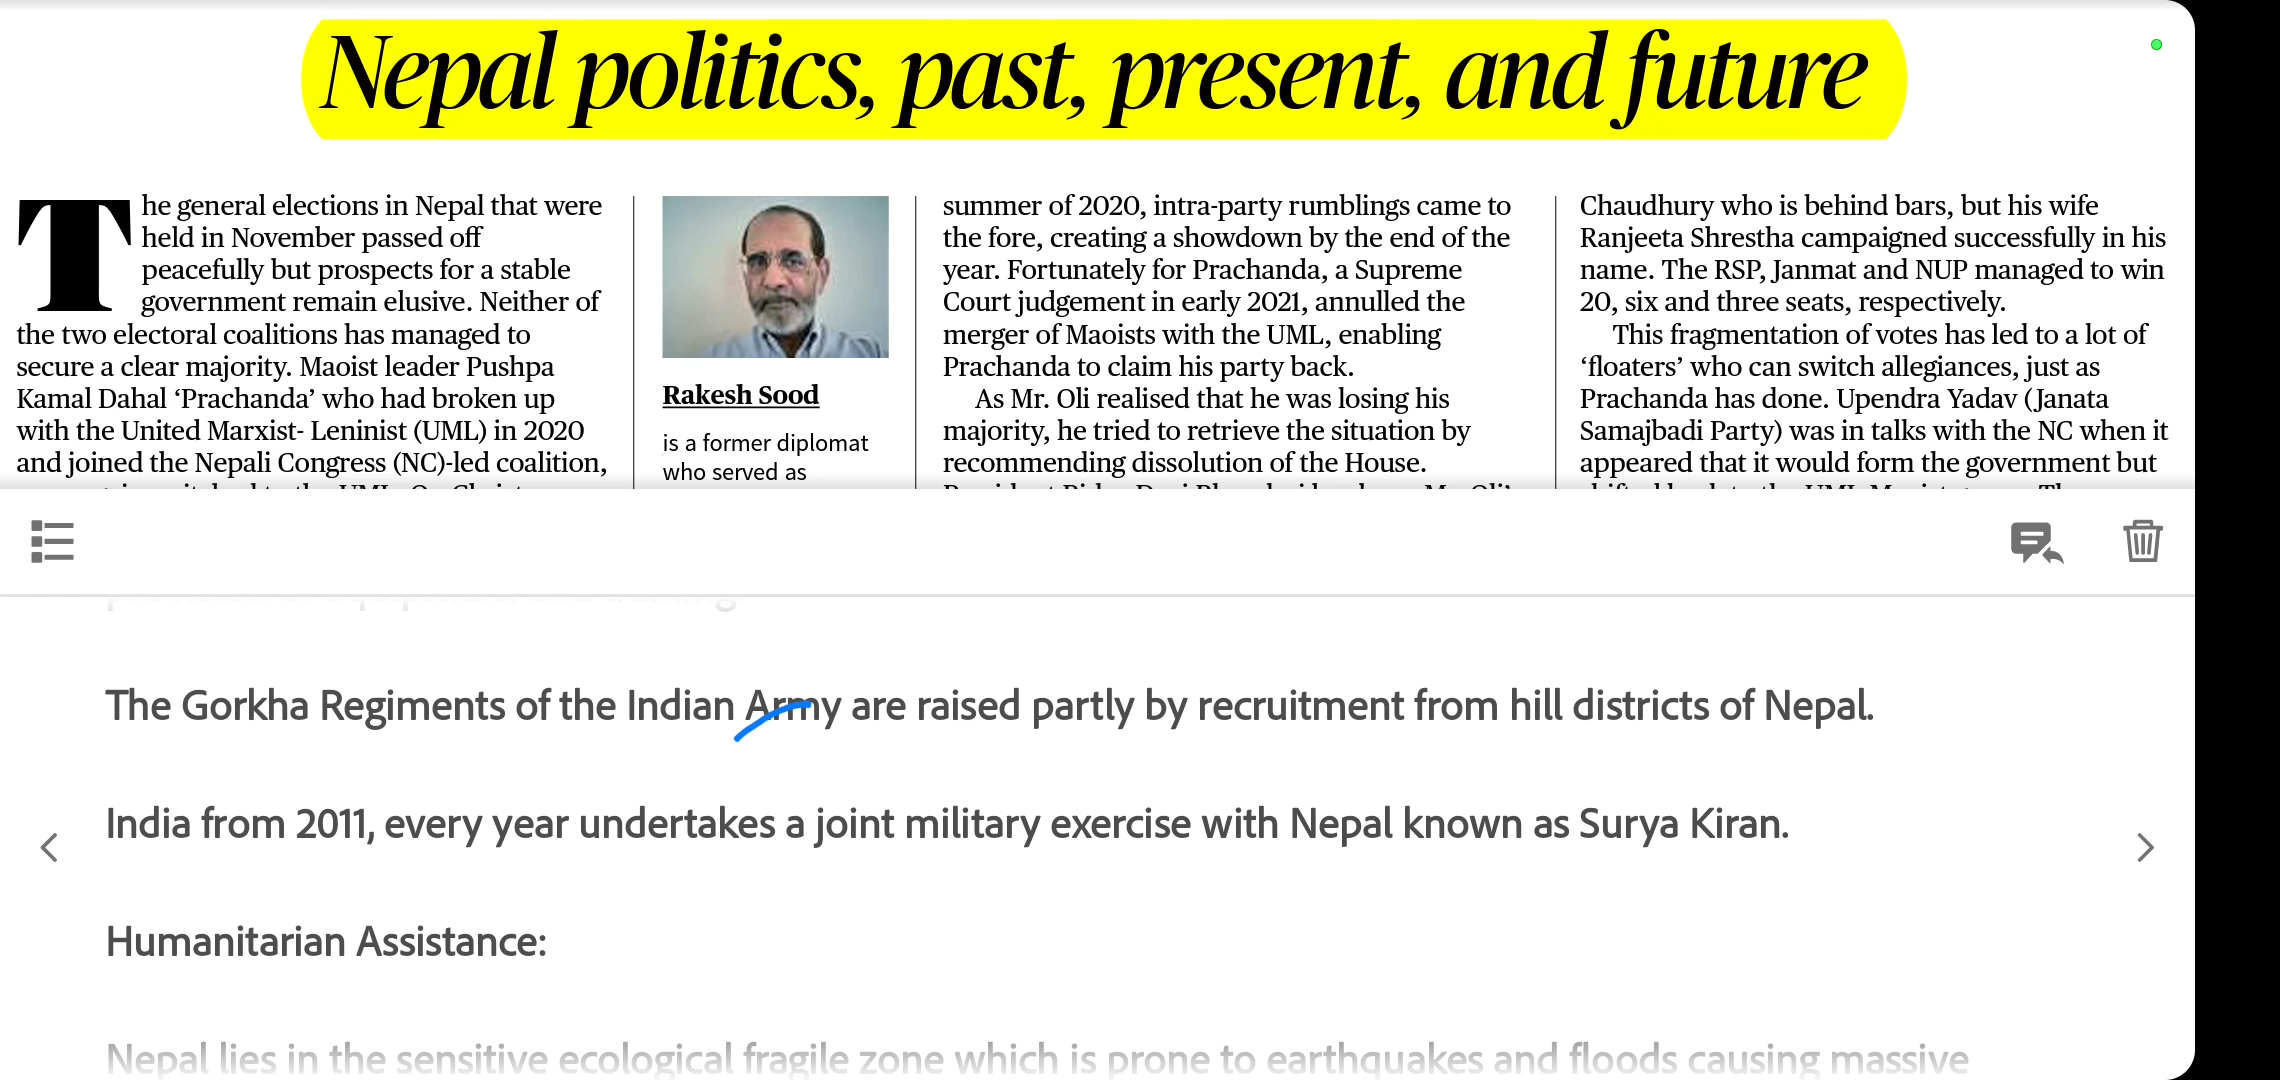 Nepal politics, past, present, and future
The general elections in Nepal that were
held in November passed off
peacefully but prospects for a stable
government remain elusive. Neither of
the two electoral coalitions has managed to
secure a clear majority. Maoist leader Pushpa
Kamal Dahal ‘Prachanda’ who had broken up
with the United Marxist- Leninist (UML) in 2020
and joined the Nepali Congress (NC)-led coalition,
Rakesh Sood
is a former diplomat
who served as
summer of 2020, intra-party rumblings came to
the fore, creating a showdown by the end of the
year. Fortunately for Prachanda, a Supreme
Court judgement in early 2021, annulled the
merger of Maoists with the UML, enabling
Prachanda to claim his party back.
As Mr. Oli realised that he was losing his
majority, he tried to retrieve the situation by
recommending dissolution of the House.
Chaudhury who is behind bars, but his wife
Ranjeeta Shrestha campaigned successfully in his
name. The RSP, Janmat and NUP managed to win
20, six and three seats, respectively.
This fragmentation of votes has led to a lot of
‘floaters’ who can switch allegiances, just as
Prachanda has done. Upendra Yadav (Janata
Samajbadi Party) was in talks with the NC when it
appeared that it would form the government but
The Gorkha Regiments of the Indian Army are raised partly by recruitment from hill districts of Nepal.
India from 2011, every year undertakes a joint military exercise with Nepal known as Surya Kiran.
Humanitarian Assistance:
Nepal lies in the sensitive ecological fragile zone which is prone to earthquakes and floods causing massive